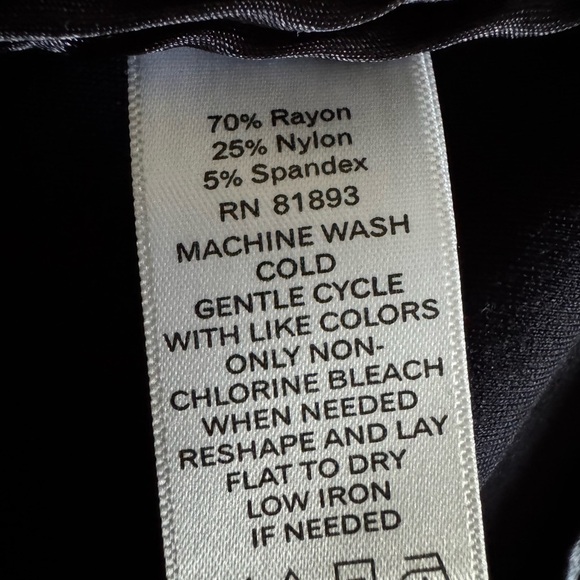 70% Rayon
25% Nylon
5% Spandex
RN 81893
MACHINE WASH
COLD
GENTLE CYCLE
WITH LIKE COLORS
ONLY NON-
CHLORINE BLEACH
WHEN NEEDED
RESHAPE AND LAY
FLAT TO DRY
LOW IRON
IF NEEDED